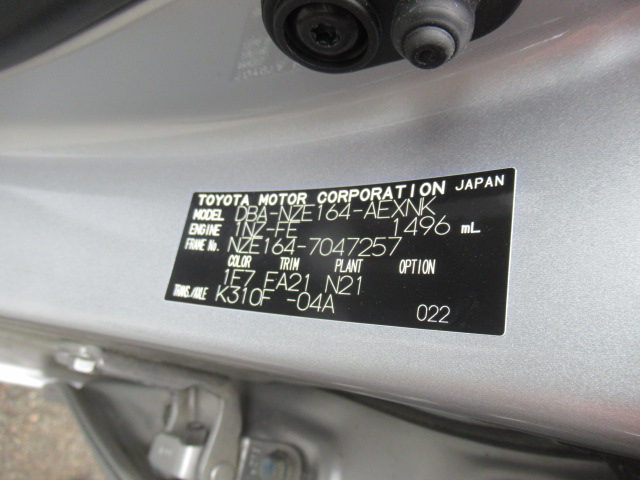 TOYOTA MOTOR CORPORATION JAPAN
MODEL DBA-NZE164-AEXNK
ENGINE 1NZ-FE 1496 mL
FRAME No. NZE164-7047257
COLOR TRIM PLANT OPTION
1F7 EA21 N21
TRANS./AXLE K310F -04A
022